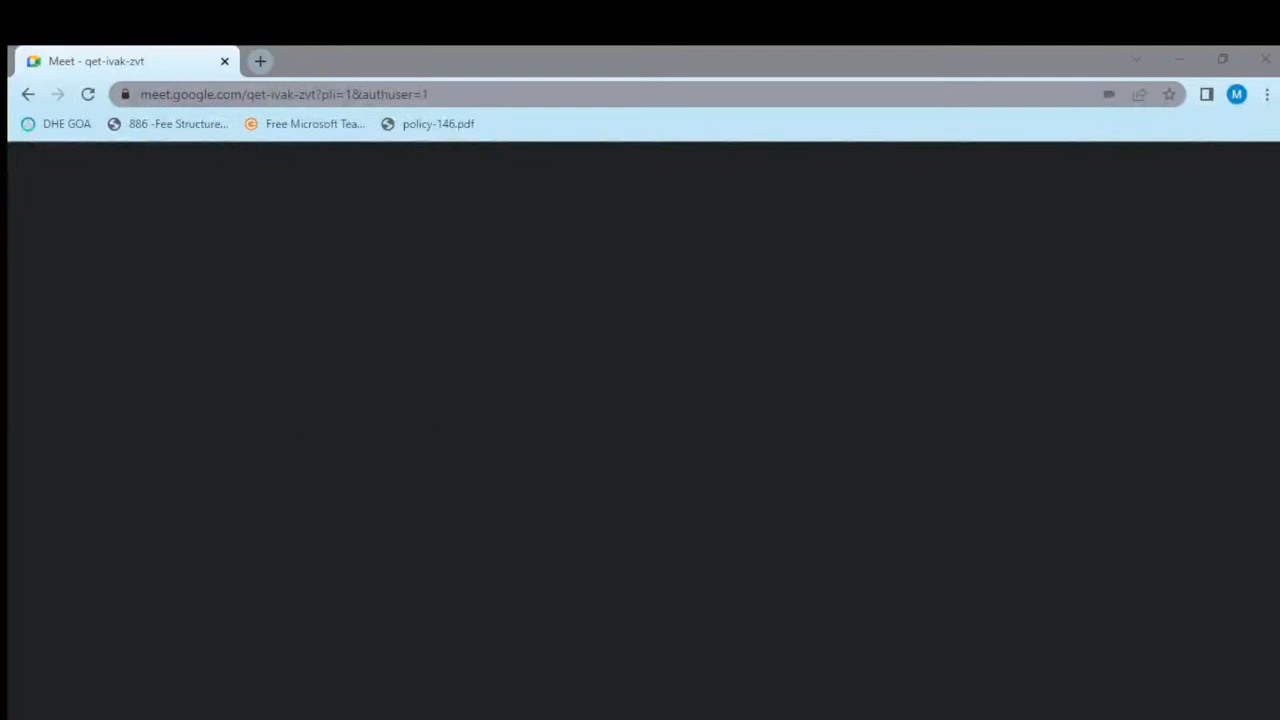 Meet - qet-ivak-zvt
meet.google.com/qet-ivak-zvt?pli=1&authuser=1
M
DHE GOA
886 -Fee Structure...
Free Microsoft Tea...
policy-146.pdf